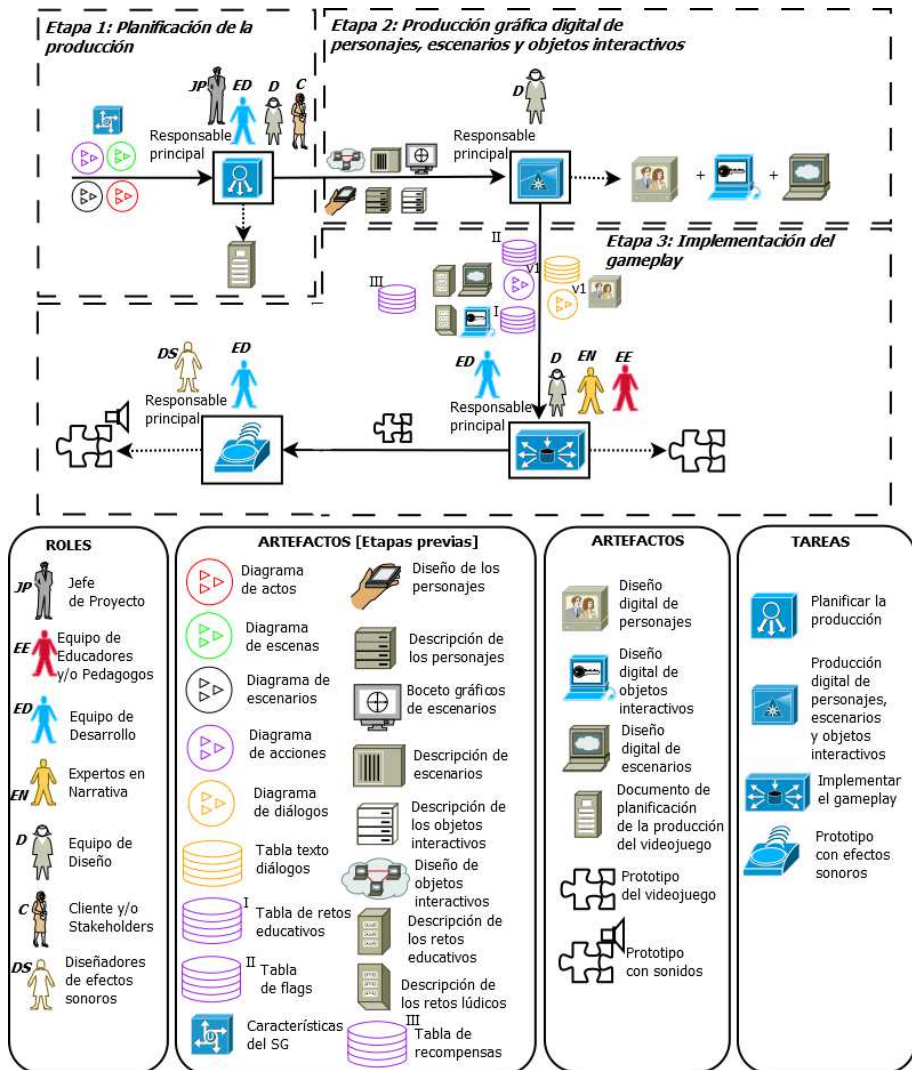 Etapa 1: Planificación de la
producción
JP
ED
D
C
Responsable
principal
Etapa 2: Producción gráfica digital de
personajes, escenarios y objetos interactivos
D
Responsable
principal
+
+
Etapa 3: Implementación del
gameplay
II
V1
V1
III
I
ED
D
EN
EE
Responsable
principal
DS
ED
Responsable
principal
ROLES
JP
Jefe
de Proyecto
EE
Equipo de
Educadores
y/o Pedagogos
ED
Equipo de
Desarrollo
EN
Expertos en
Narrativa
D
Equipo de
Diseño
C
Cliente y/o
Stakeholders
DS
Diseñadores
de efectos
sonoros
ARTEFACTOS [Etapas previas]
Diagrama
de actos
Diagrama
de escenas
Diagrama de
escenarios
Diagrama
de acciones
Diagrama
de diálogos
Tabla texto
diálogos
I
Tabla de retos
educativos
II
Tabla
de flags
Características
del SG
Diseño de los
personajes
Descripción de
los personajes
Boceto gráficos
de escenarios
Descripción de
escenarios
Descripción de
los objetos
interactivos
Diseño de
objetos
interactivos
Descripción de
los retos
educativos
Descripción de
los retos lúdicos
III
Tabla de
recompensas
ARTEFACTOS
Diseño
digital de
personajes
Diseño
digital de
objetos
interactivos
Diseño
digital de
escenarios
Documento de
planificación
de la producción
del videojuego
Prototipo
del videojuego
Prototipo
con sonidos
TAREAS
Planificar la
producción
Producción
digital de
personajes,
escenarios
y objetos
interactivos
Implementar
el gameplay
Prototipo
con efectos
sonoros